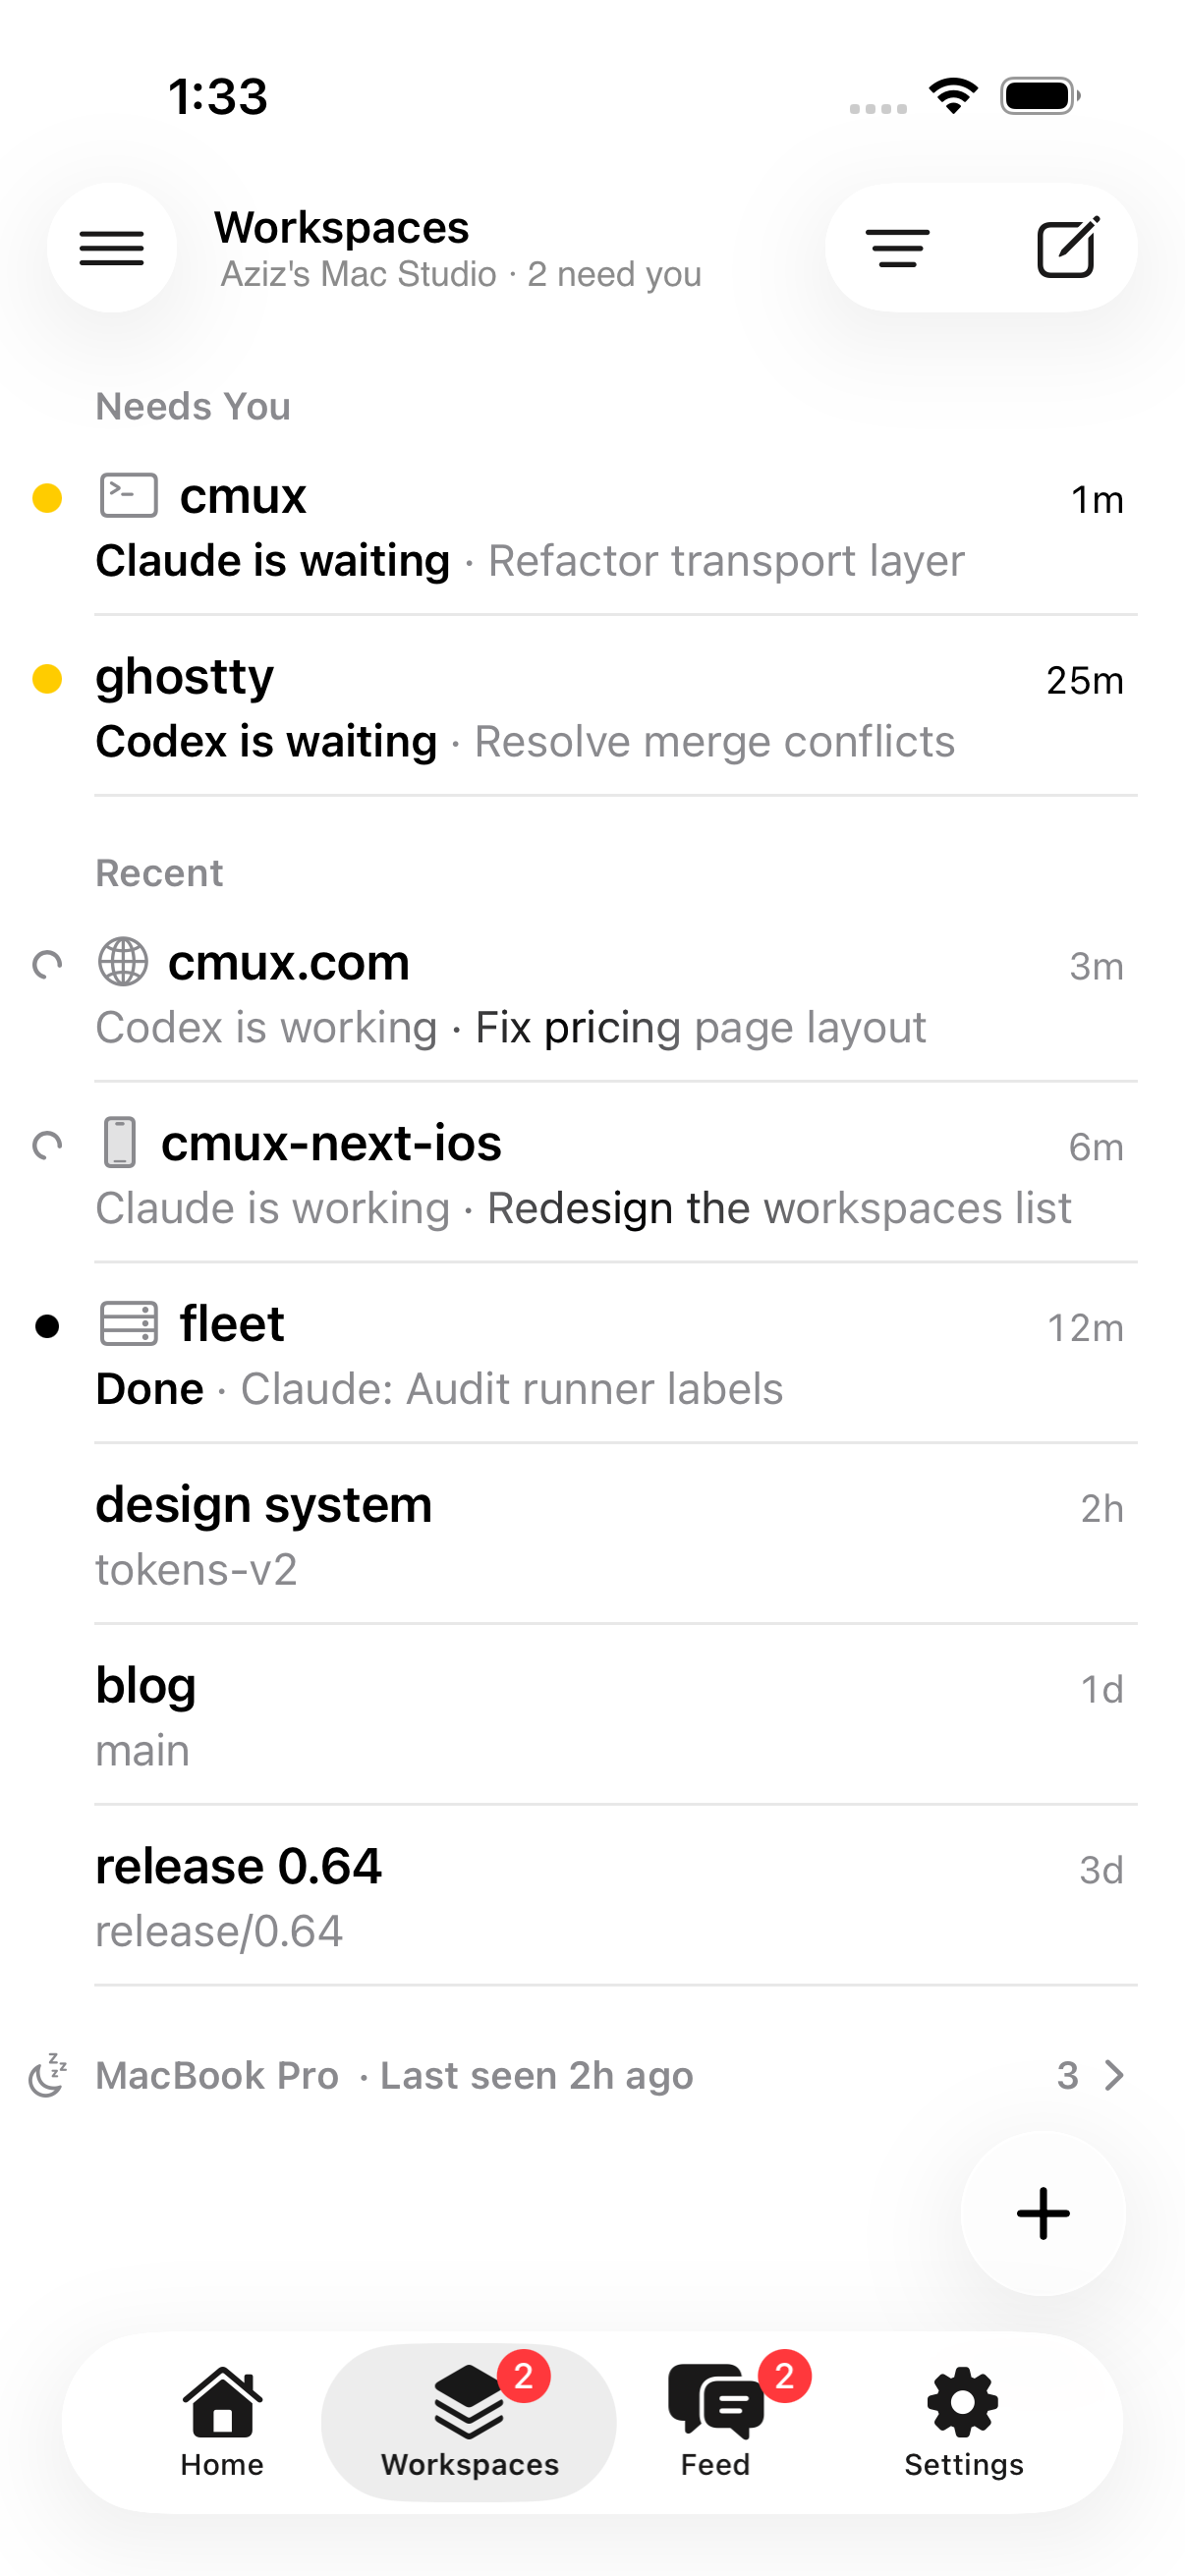 1:33
Workspaces
Aziz's Mac Studio · 2 need you
Needs You
cmux 1m
Claude is waiting · Refactor transport layer
ghostty 25m
Codex is waiting · Resolve merge conflicts
Recent
cmux.com 3m
Codex is working · Fix pricing page layout
cmux-next-ios 6m
Claude is working · Redesign the workspaces list
fleet 12m
Done · Claude: Audit runner labels
design system 2h
tokens-v2
blog 1d
main
release 0.64 3d
release/0.64
MacBook Pro · Last seen 2h ago 3
2 2
Home Workspaces Feed Settings